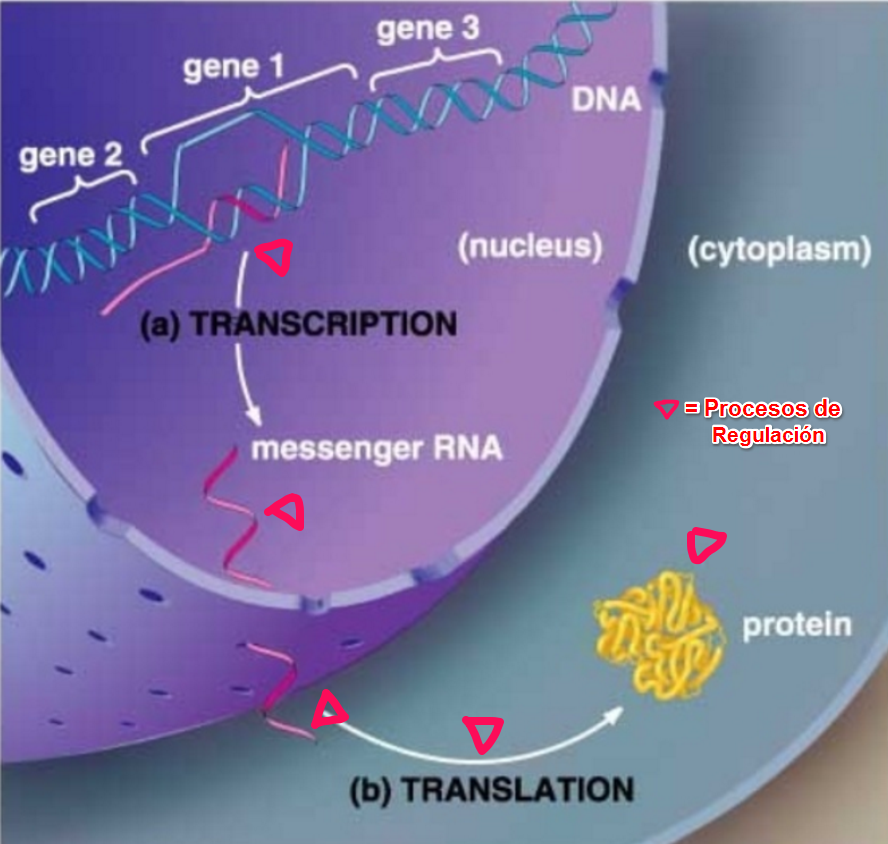 gene 3
gene 1
DNA
gene 2
(nucleus)
(cytoplasm)
(a) TRANSCRIPTION
= Procesos de
Regulación
messenger RNA
protein
(b) TRANSLATION